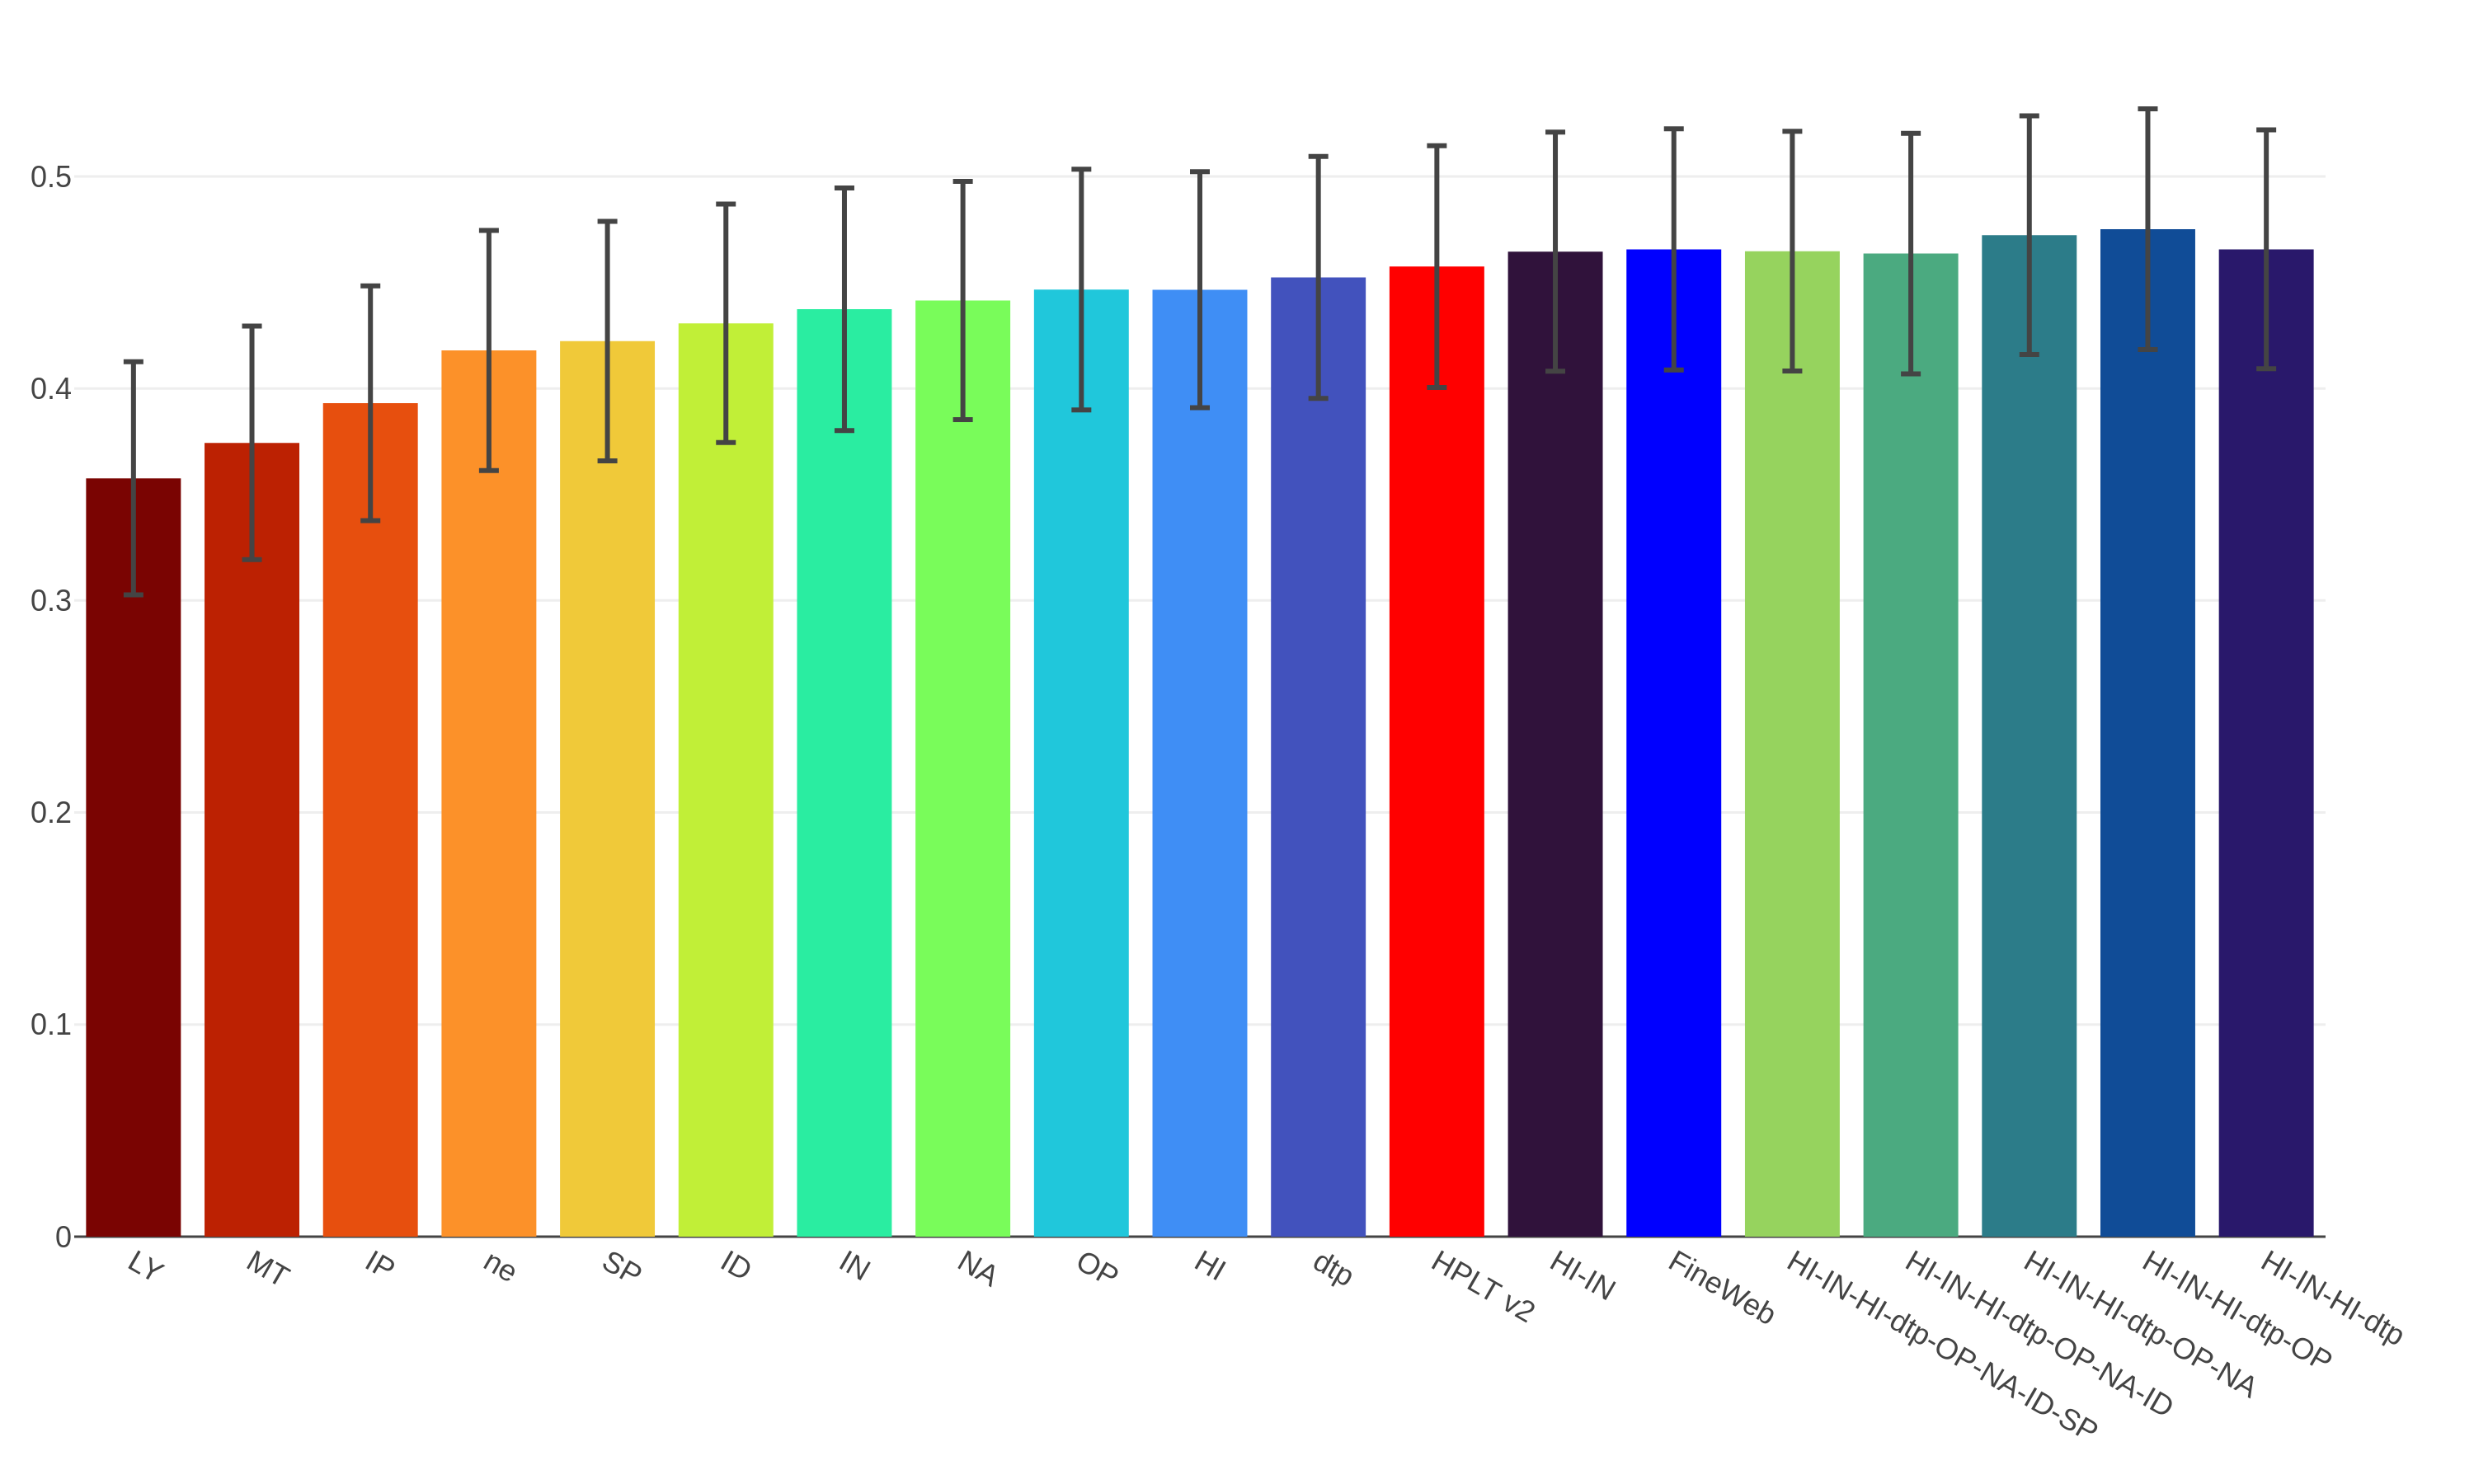 0.5
0.4
0.3
0.2
0.1
0
LY
MT
IP
ne
SP
ID
IN
NA
OP
HI
dtp
HPLT v2
HI-IN
FineWeb
HI-IN-HI-dtp-OP-NA-ID-SP
HI-IN-HI-dtp-OP-NA-ID
HI-IN-HI-dtp-OP-NA
HI-IN-HI-dtp-OP
HI-IN-HI-dtp